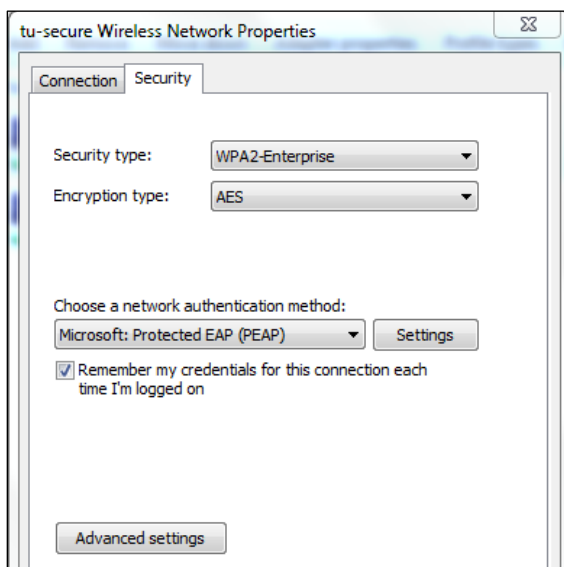 tu-secure Wireless Network Properties
Connection Security
Security type: WPA2-Enterprise
Encryption type: AES
Choose a network authentication method:
Microsoft: Protected EAP (PEAP) Settings
Remember my credentials for this connection each
time I'm logged on
Advanced settings